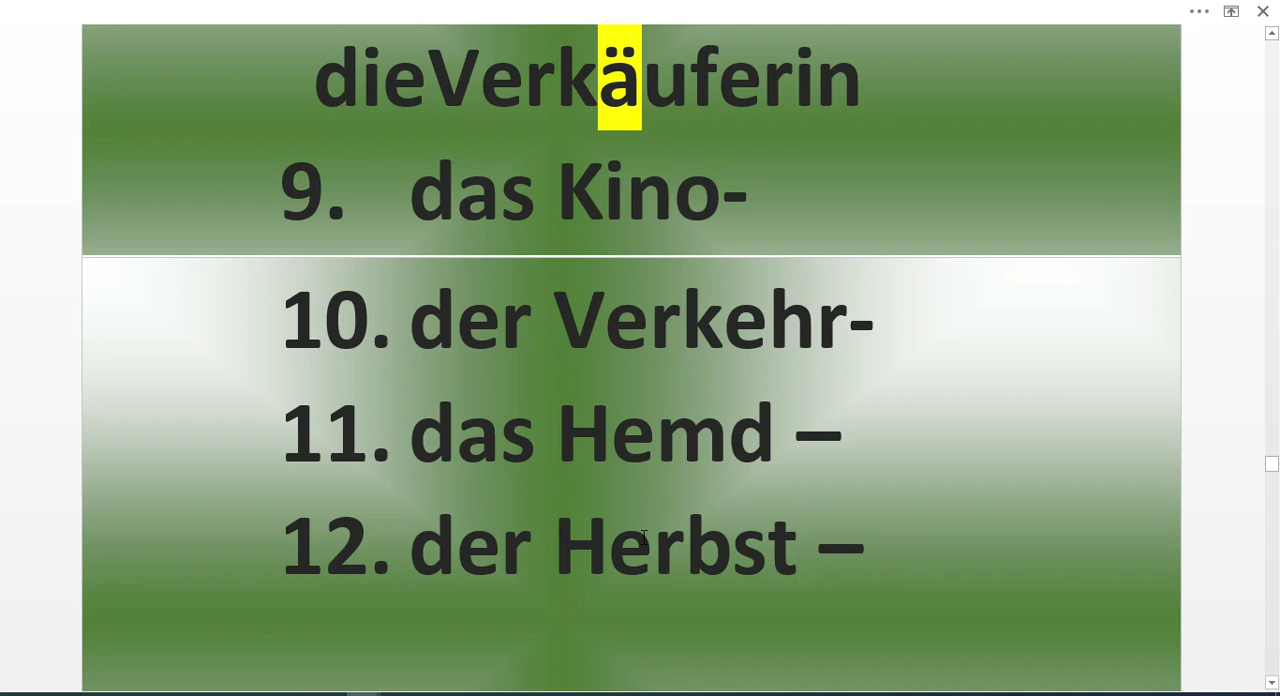 dieVerkäuferin
9. das Kino-
10. der Verkehr-
11. das Hemd –
12. der Herbst –